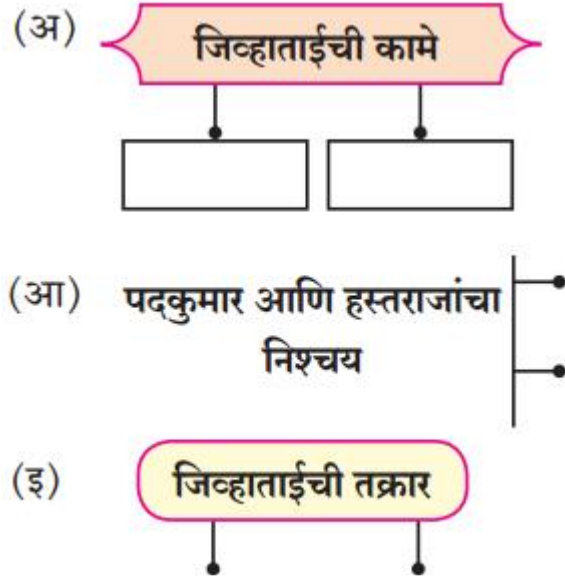 (अ) जिव्हाताईची कामे
(आ) पदकुमार आणि हस्तराजांचा
निश्चय
(इ) जिव्हाताईची तक्रार